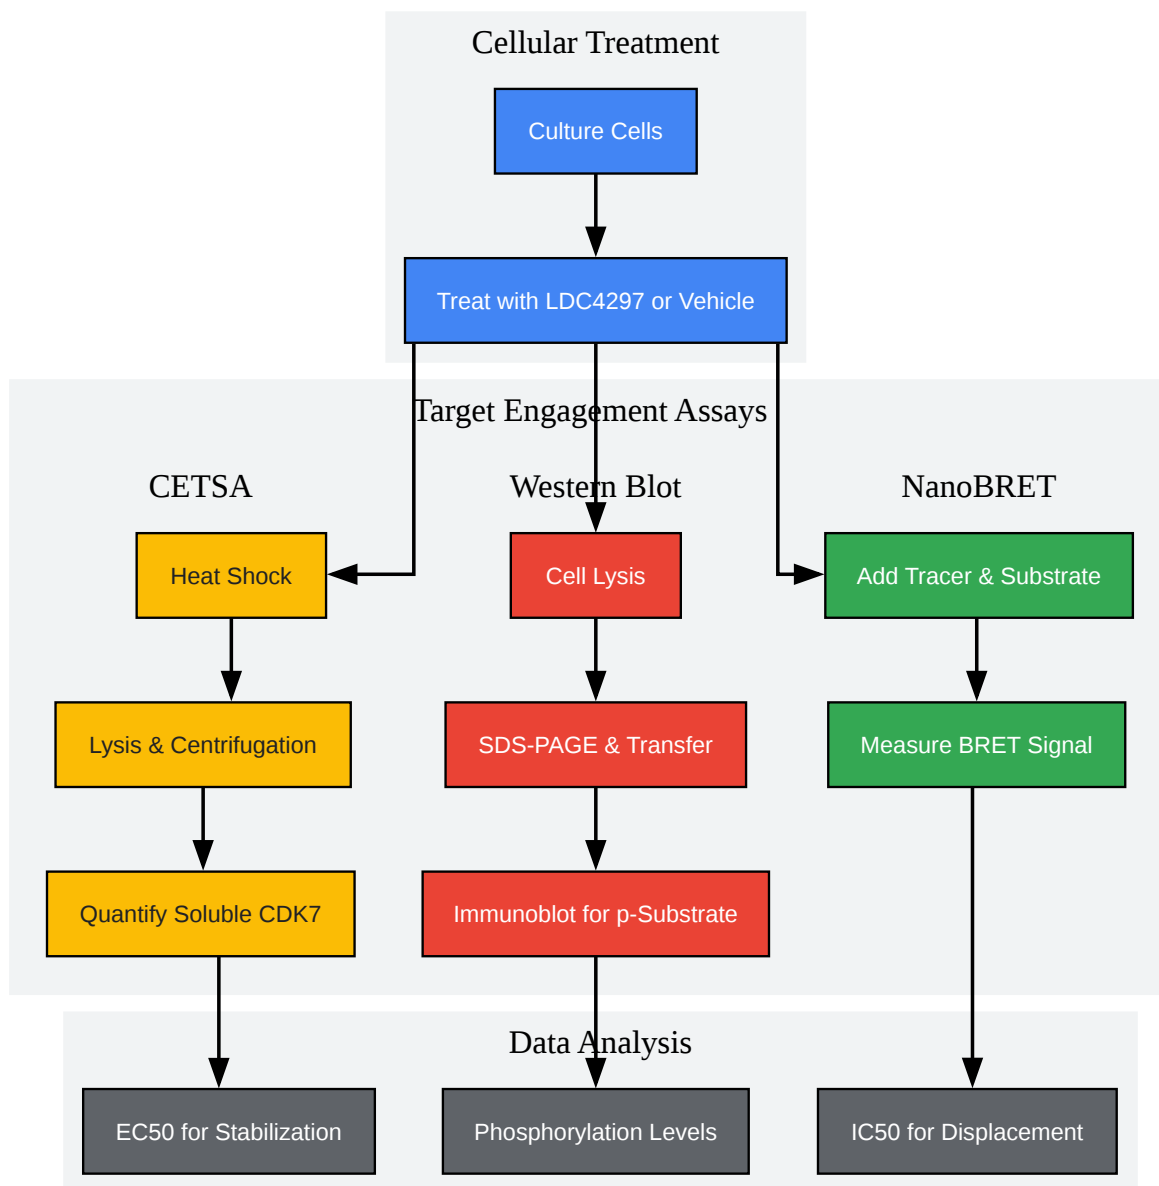 Cellular Treatment
Culture Cells
Treat with LDC4297 or Vehicle
Target Engagement Assays
CETSA
Western Blot
NanoBRET
Heat Shock
Cell Lysis
Add Tracer & Substrate
Lysis & Centrifugation
SDS-PAGE & Transfer
Measure BRET Signal
Quantify Soluble CDK7
Immunoblot for p-Substrate
Data Analysis
EC50 for Stabilization
Phosphorylation Levels
IC50 for Displacement